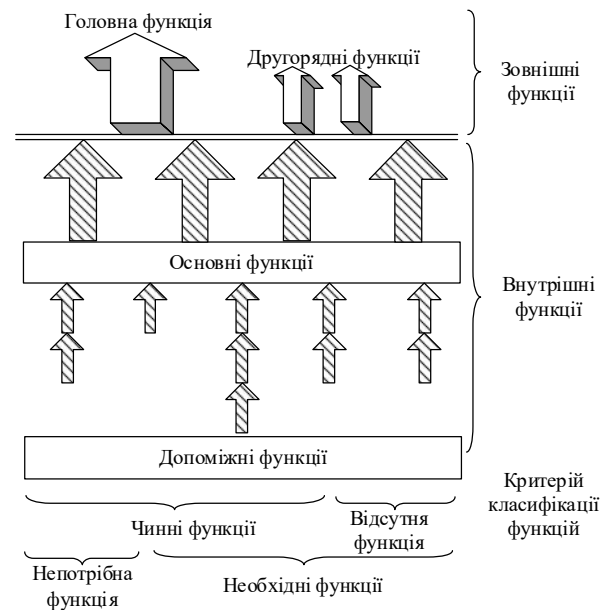 Головна функція
Другорядні функції
Зовнішні
функції
Основні функції
Внутрішні
функції
Допоміжні функції
Критерій
класифікації
функцій
Чинні функції
Відсутня
функція
Непотрібна
функція
Необхідні функції